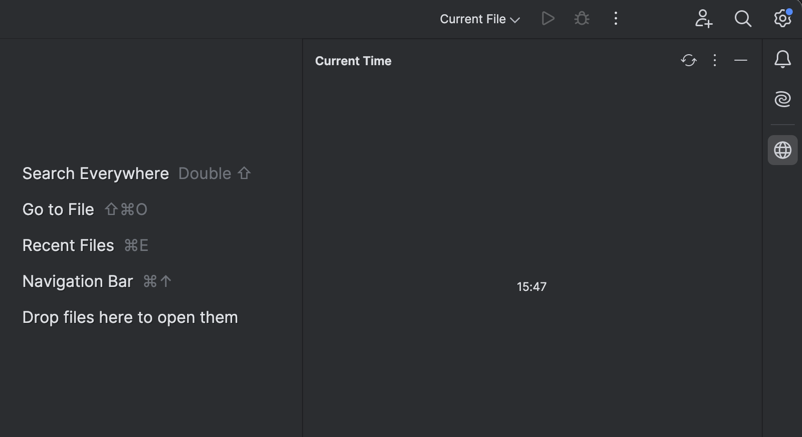 Current File
Current Time
Search Everywhere Double ⇧
Go to File ⇧⌘O
Recent Files ⌘E
Navigation Bar ⌘↑
Drop files here to open them
15:47